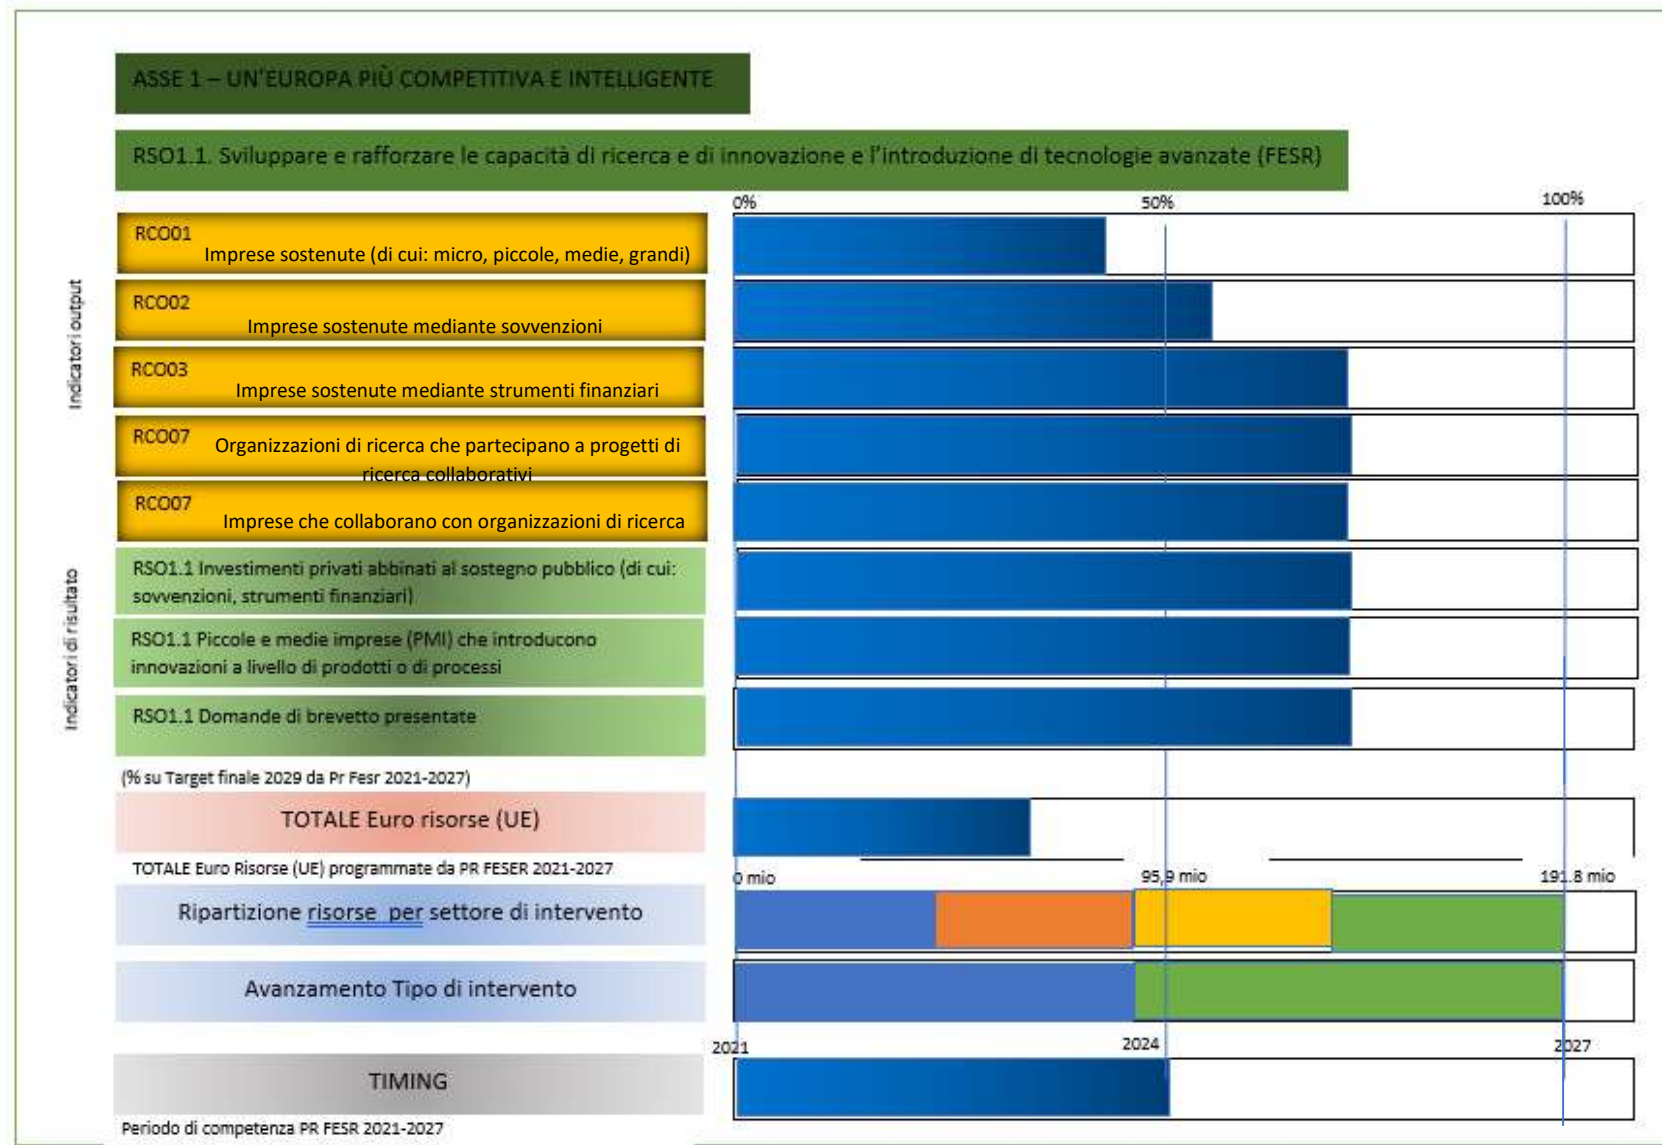 ASSE 1 – UN'EUROPA PIÙ COMPETITIVA E INTELLIGENTE
RSO1.1. Sviluppare e rafforzare le capacità di ricerca e di innovazione e l'introduzione di tecnologie avanzate (FESR)
0% 50% 100%
Indicatori output
RCO01
Imprese sostenute (di cui: micro, piccole, medie, grandi)
RCO02
Imprese sostenute mediante sovvenzioni
RCO03
Imprese sostenute mediante strumenti finanziari
RCO07
Organizzazioni di ricerca che partecipano a progetti di
ricerca collaborativi
RCO07
Imprese che collaborano con organizzazioni di ricerca
Indicatori di risultato
RSO1.1 Investimenti privati abbinati al sostegno pubblico (di cui:
sovvenzioni, strumenti finanziari)
RSO1.1 Piccole e medie imprese (PMI) che introducono
innovazioni a livello di prodotti o di processi
RSO1.1 Domande di brevetto presentate
(% su Target finale 2029 da Pr Fesr 2021-2027)
TOTALE Euro risorse (UE)
TOTALE Euro Risorse (UE) programmate da PR FESER 2021-2027
0 mio 95,9 mio 191.8 mio
Ripartizione risorse per settore di intervento
Avanzamento Tipo di intervento
2021 2024 2027
TIMING
Periodo di competenza PR FESR 2021-2027